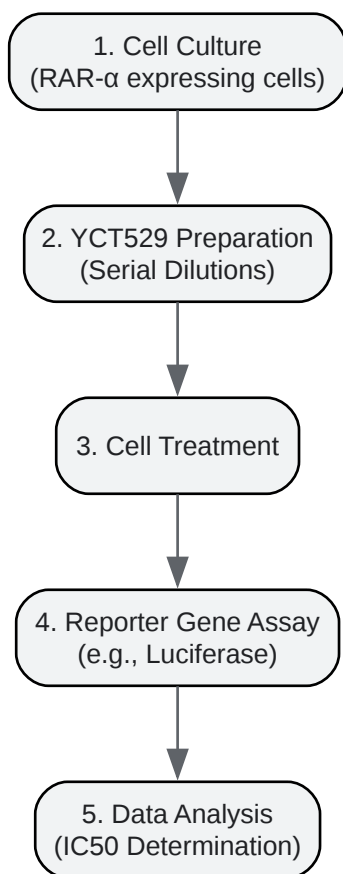 1. Cell Culture
(RAR-α expressing cells)
2. YCT529 Preparation
(Serial Dilutions)
3. Cell Treatment
4. Reporter Gene Assay
(e.g., Luciferase)
5. Data Analysis
(IC50 Determination)